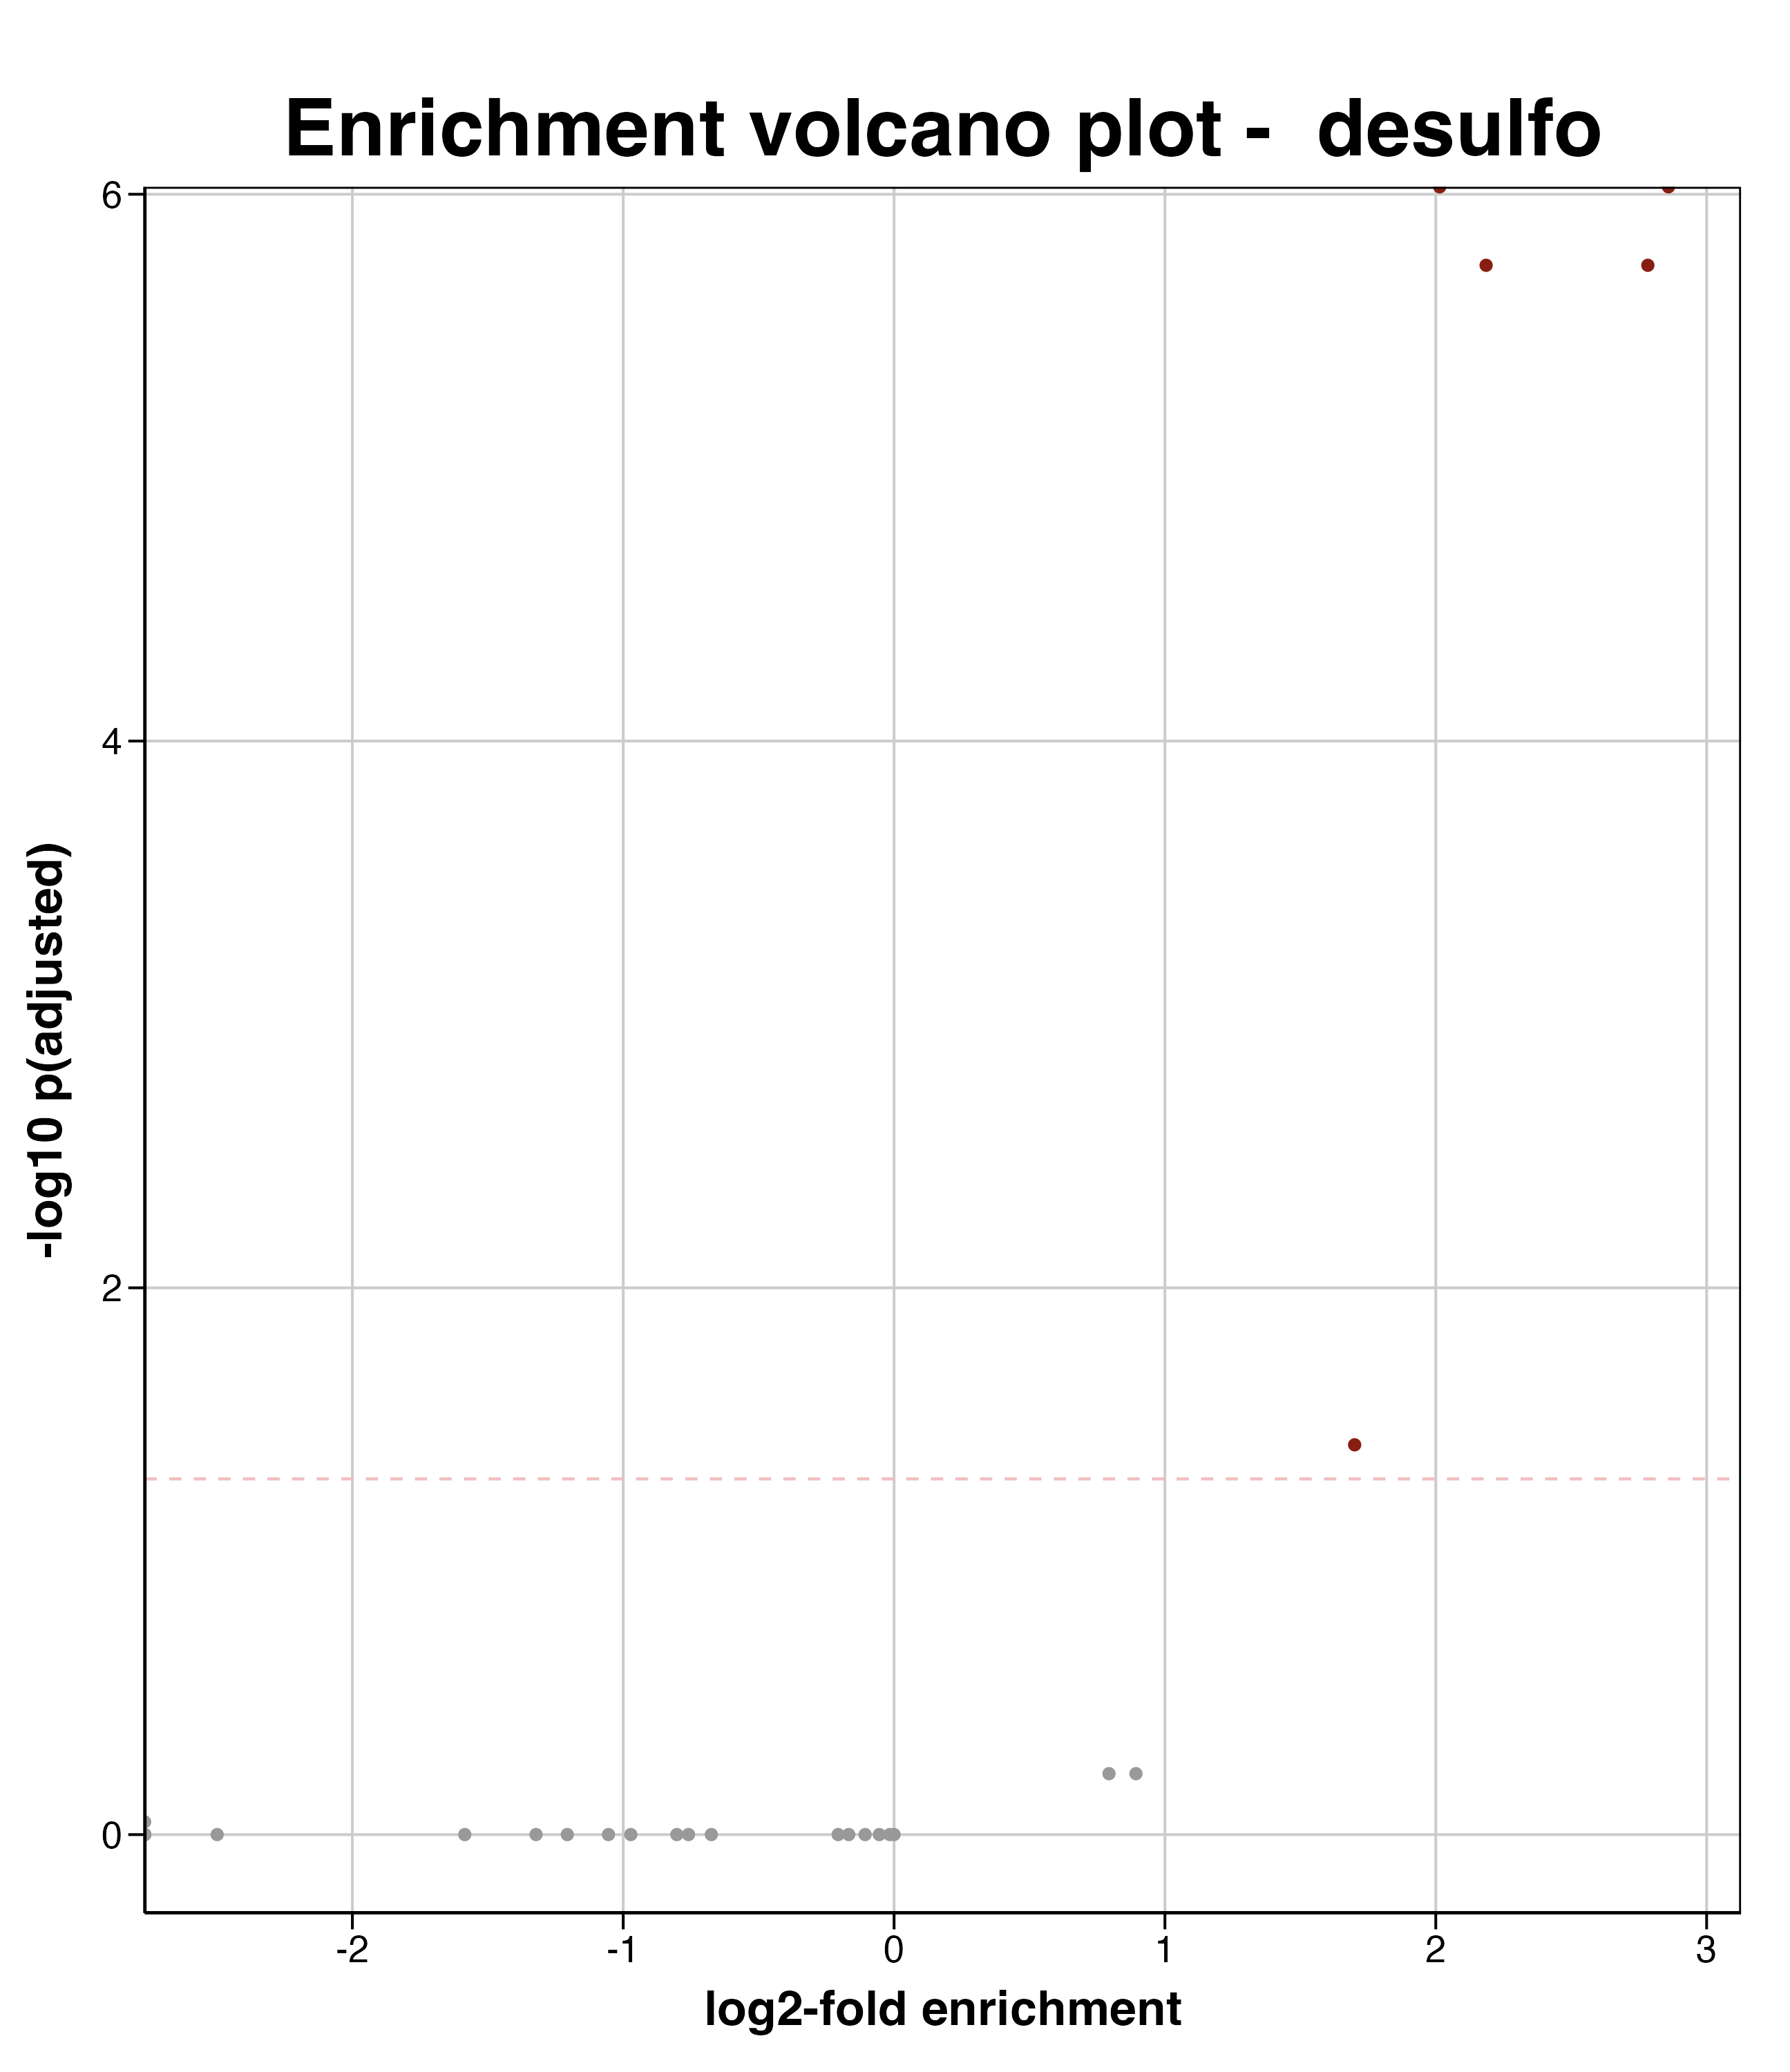 Enrichment volcano plot -  desulfo
6
4
2
0
-log10 p(adjusted)
-2 -1 0 1 2 3
log2-fold enrichment